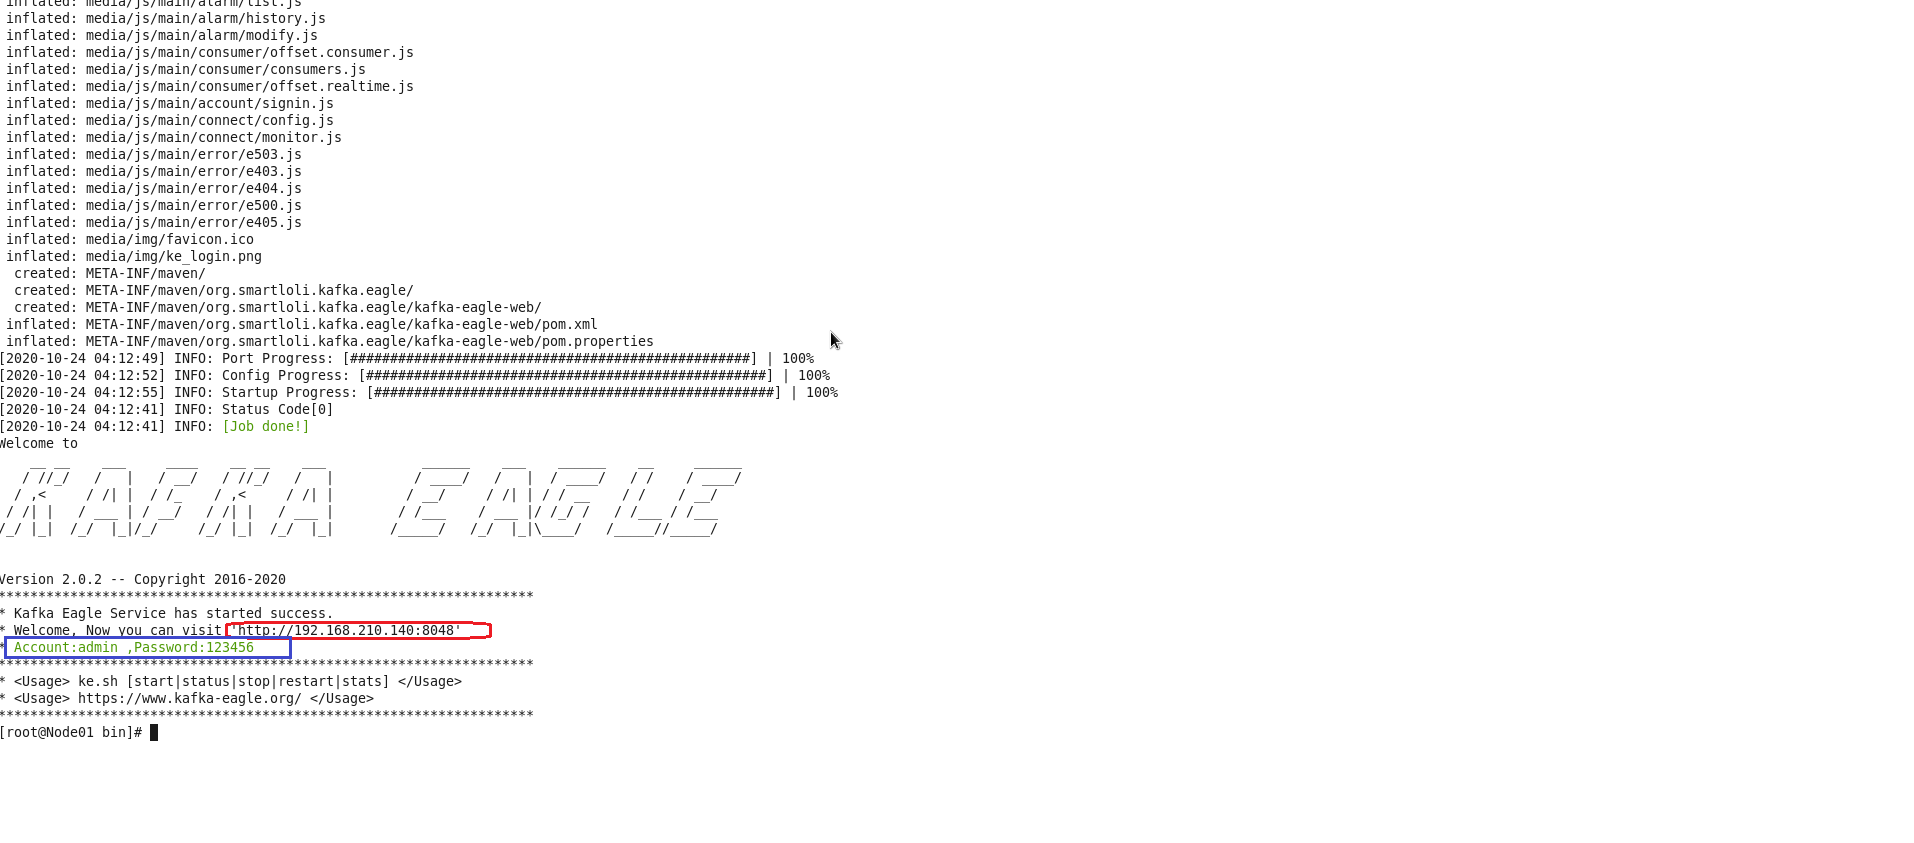 inflated: media/js/main/alarm/list.js
inflated: media/js/main/alarm/history.js
inflated: media/js/main/alarm/modify.js
inflated: media/js/main/consumer/offset.consumer.js
inflated: media/js/main/consumer/consumers.js
inflated: media/js/main/consumer/offset.realtime.js
inflated: media/js/main/account/signin.js
inflated: media/js/main/connect/config.js
inflated: media/js/main/connect/monitor.js
inflated: media/js/main/error/e503.js
inflated: media/js/main/error/e403.js
inflated: media/js/main/error/e404.js
inflated: media/js/main/error/e500.js
inflated: media/js/main/error/e405.js
inflated: media/img/favicon.ico
inflated: media/img/ke_login.png
created: META-INF/maven/
created: META-INF/maven/org.smartloli.kafka.eagle/
created: META-INF/maven/org.smartloli.kafka.eagle/kafka-eagle-web/
inflated: META-INF/maven/org.smartloli.kafka.eagle/kafka-eagle-web/pom.xml
inflated: META-INF/maven/org.smartloli.kafka.eagle/kafka-eagle-web/pom.properties
[2020-10-24 04:12:49] INFO: Port Progress: [##################################################] | 100%
[2020-10-24 04:12:52] INFO: Config Progress: [##################################################] | 100%
[2020-10-24 04:12:55] INFO: Startup Progress: [##################################################] | 100%
[2020-10-24 04:12:41] INFO: Status Code[0]
[2020-10-24 04:12:41] INFO: [Job done!]
Welcome to
KAFKA EAGLE
Version 2.0.2 -- Copyright 2016-2020
*******************************************************************
* Kafka Eagle Service has started success.
* Welcome, Now you can visit 'http://192.168.210.140:8048'
* Account:admin ,Password:123456
*******************************************************************
* <Usage> ke.sh [start|status|stop|restart|stats] </Usage>
* <Usage> https://www.kafka-eagle.org/ </Usage>
*******************************************************************
[root@Node01 bin]#